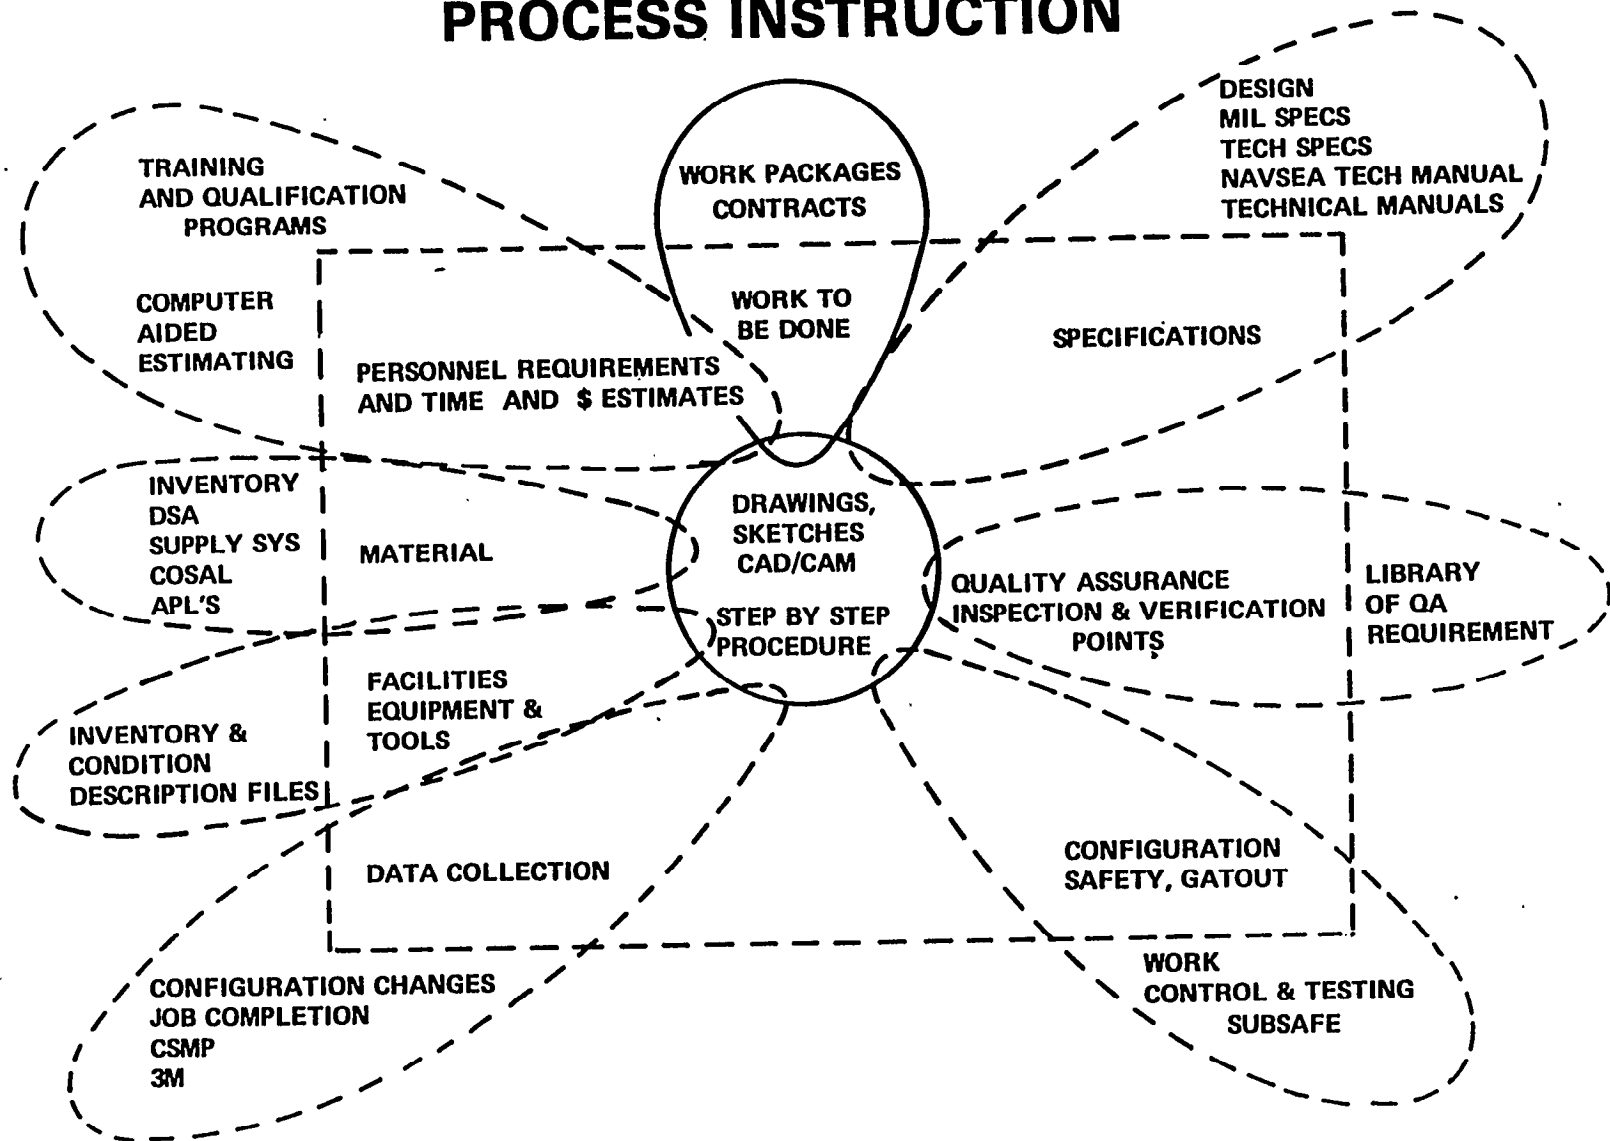 PROCESS INSTRUCTION
WORK PACKAGES
CONTRACTS
WORK TO
BE DONE
DESIGN
MIL SPECS
TECH SPECS
NAVSEA TECH MANUAL
TECHNICAL MANUALS
SPECIFICATIONS
TRAINING
AND QUALIFICATION
PROGRAMS
COMPUTER
AIDED
ESTIMATING
PERSONNEL REQUIREMENTS
AND TIME AND $ ESTIMATES
INVENTORY
DSA
SUPPLY SYS
COSAL
APL'S
MATERIAL
DRAWINGS,
SKETCHES
CAD/CAM
STEP BY STEP
PROCEDURE
QUALITY ASSURANCE
INSPECTION & VERIFICATION
POINTS
LIBRARY
OF QA
REQUIREMENT
INVENTORY &
CONDITION
DESCRIPTION FILES
FACILITIES
EQUIPMENT &
TOOLS
DATA COLLECTION
CONFIGURATION
SAFETY, GATOUT
CONFIGURATION CHANGES
JOB COMPLETION
CSMP
3M
WORK
CONTROL & TESTING
SUBSAFE